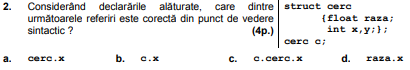 2. Considerând declarările alăturate, care dintre următoarele referiri este corectă din punct de vedere sintactic ? (4p.)
struct cerc
{float raza;
int x,y;};
cerc c;
a. cerc.x b. c.x c. c.cerc.x d. raza.x